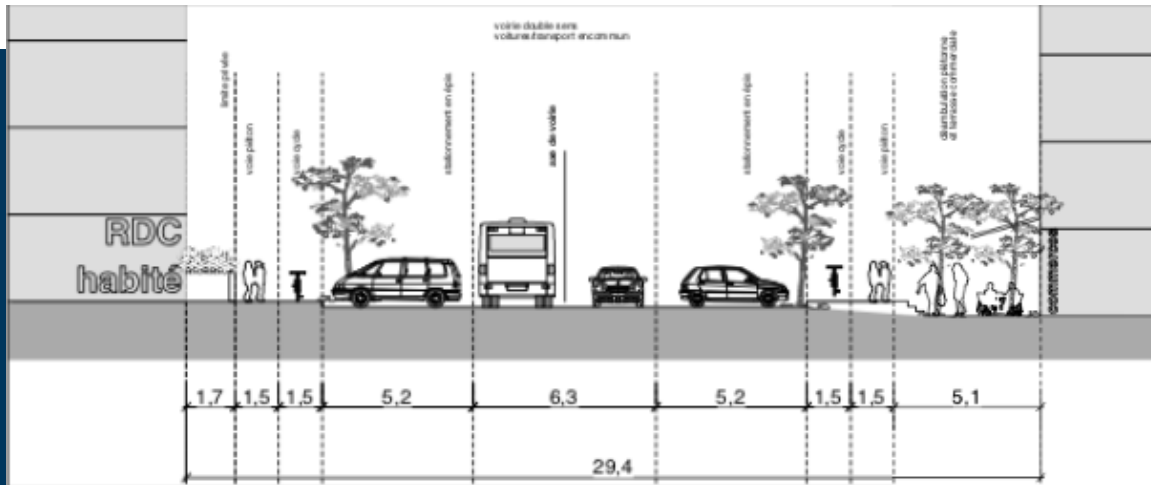 voirie double sens
voitures/transport en commun
limite privée
voie piéton
voie cycle
stationnement en épis
axe de voirie
stationnement en épis
voie cycle
voie piéton
déambulation piétonne
et terrasse commerciale
RDC
habité
commerces
1,7
1,5
1,5
5,2
6,3
5,2
1,5
1,5
5,1
29,4